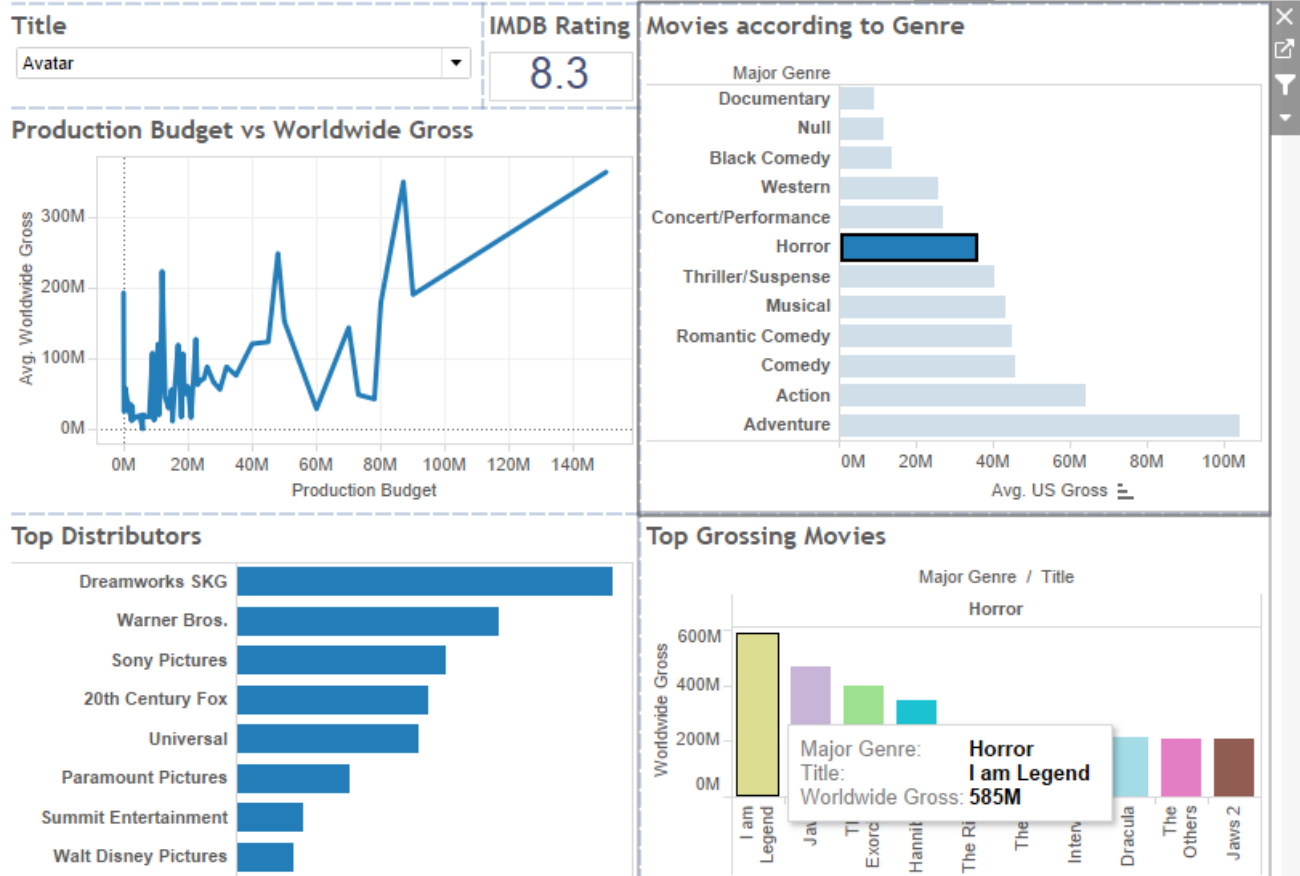 Title
Avatar
IMDB Rating
8.3
Production Budget vs Worldwide Gross
Avg. Worldwide Gross
300M
200M
100M
0M
0M 20M 40M 60M 80M 100M 120M 140M
Production Budget
Movies according to Genre
Major Genre
Documentary
Null
Black Comedy
Western
Concert/Performance
Horror
Thriller/Suspense
Musical
Romantic Comedy
Comedy
Action
Adventure
0M 20M 40M 60M 80M 100M
Avg. US Gross
Top Distributors
Dreamworks SKG
Warner Bros.
Sony Pictures
20th Century Fox
Universal
Paramount Pictures
Summit Entertainment
Walt Disney Pictures
Top Grossing Movies
Major Genre / Title
Horror
Worldwide Gross
600M
400M
200M
0M
Major Genre: Horror
Title: I am Legend
Worldwide Gross: 585M
I am
Legend
The
Dracula
The
Others
Jaws 2